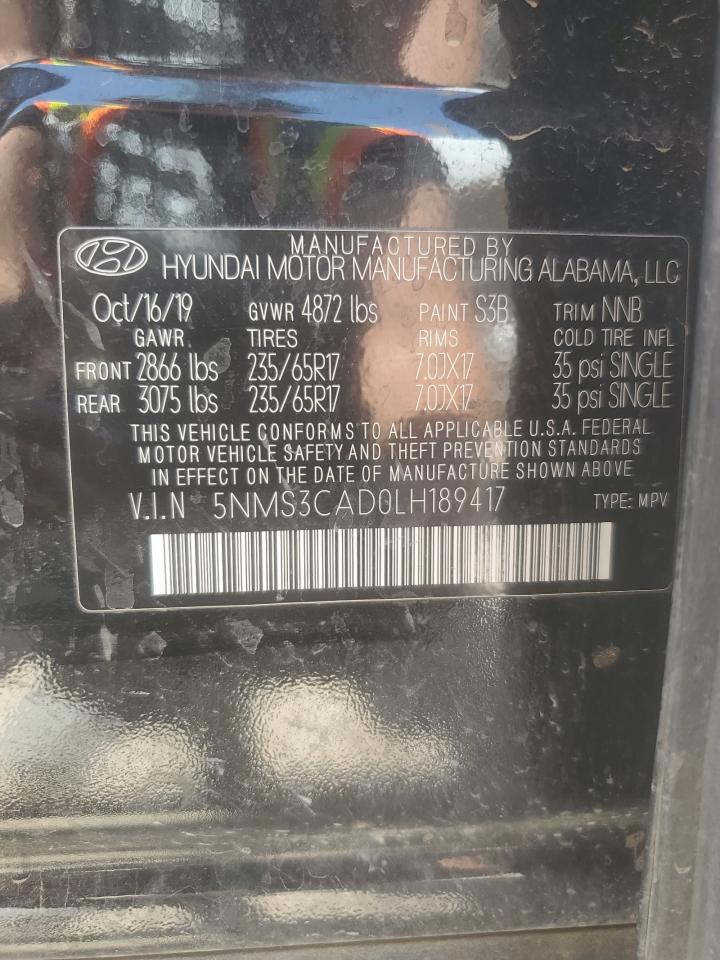 MANUFACTURED BY
HYUNDAI MOTOR MANUFACTURING ALABAMA, LLC
Oct/16/19 GVWR 4872 lbs PAINT S3B TRIM NNB
GAWR TIRES RIMS COLD TIRE INFL
FRONT 2866 lbs 235/65R17 7.0JX17 35 psi SINGLE
REAR 3075 lbs 235/65R17 7.0JX17 35 psi SINGLE
THIS VEHICLE CONFORMS TO ALL APPLICABLE U.S.A. FEDERAL
MOTOR VEHICLE SAFETY AND THEFT PREVENTION STANDARDS
IN EFFECT ON THE DATE OF MANUFACTURE SHOWN ABOVE
V.I.N 5NMS3CAD0LH189417 TYPE: MPV